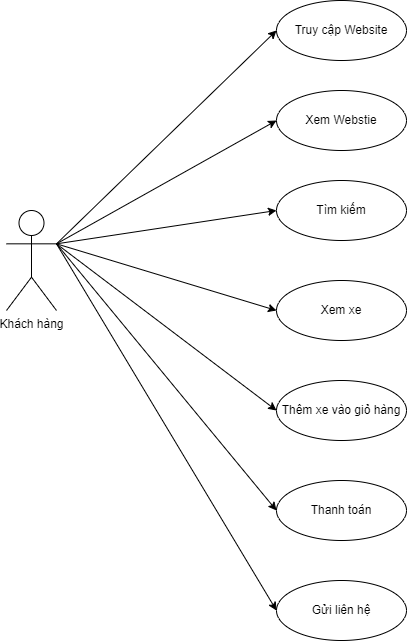 Truy cập Website
Xem Webstie
Tìm kiếm
Khách hàng
Xem xe
Thêm xe vào giỏ hàng
Thanh toán
Gửi liên hệ